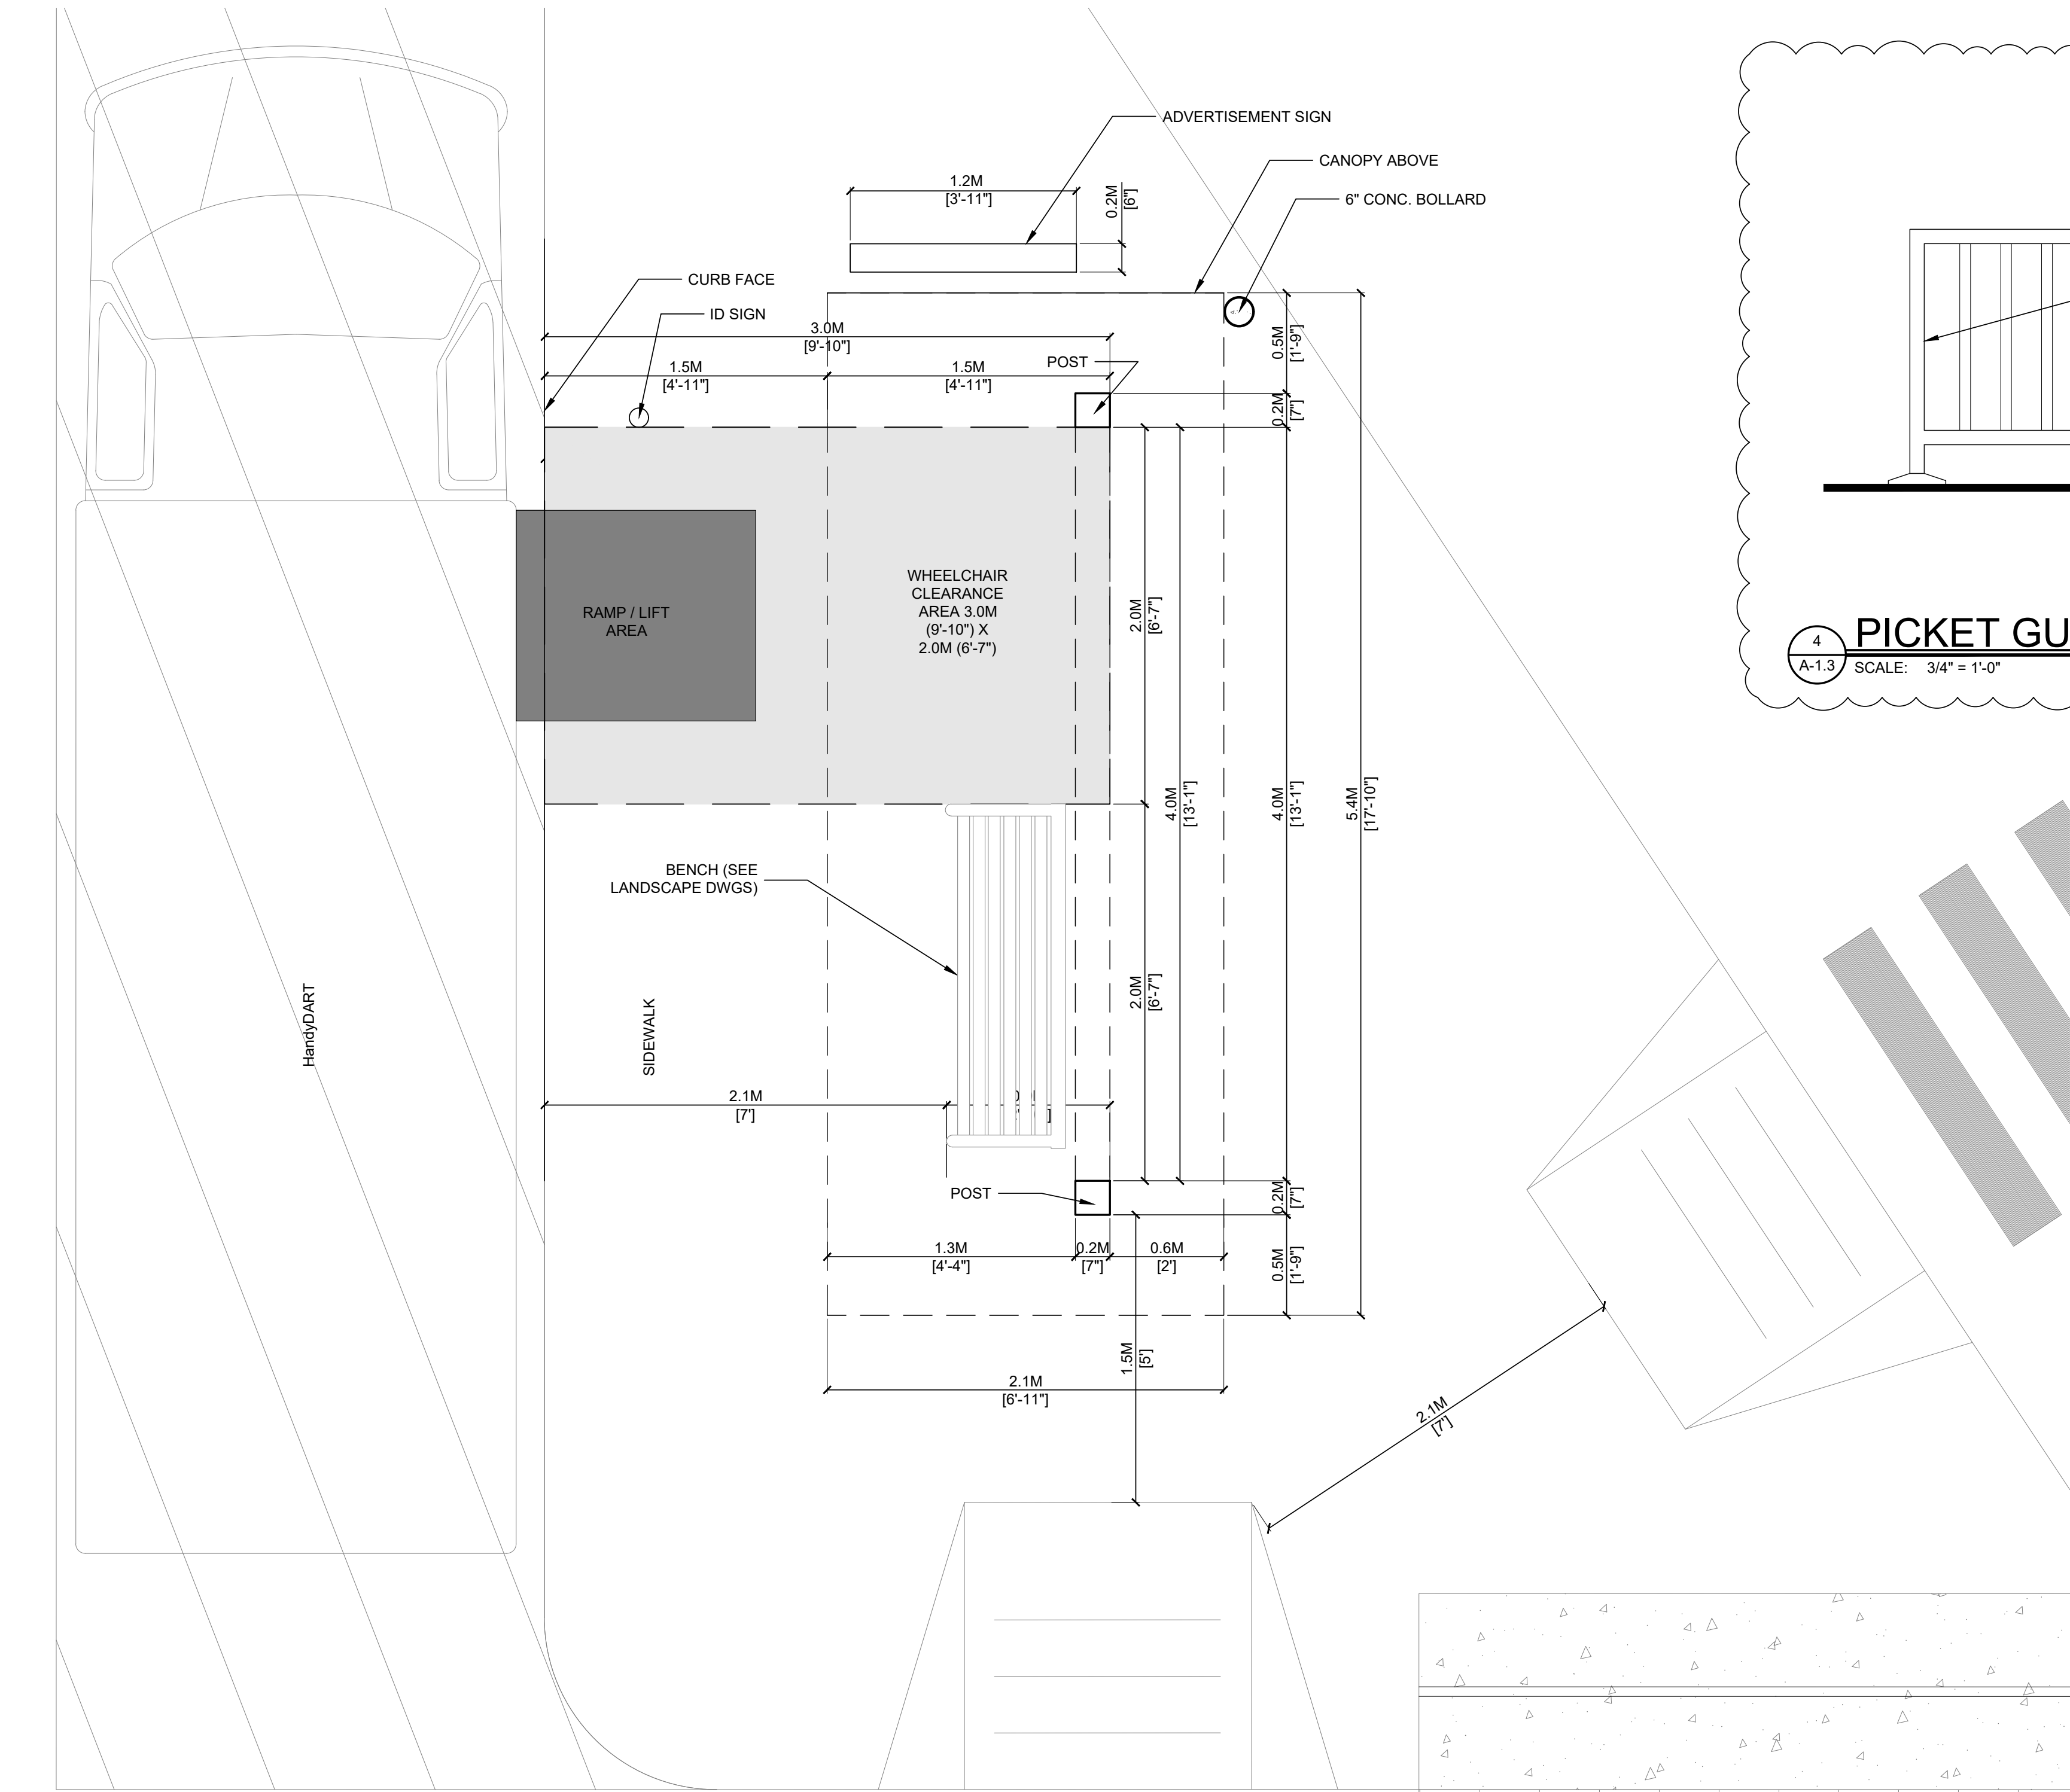 ADVERTISEMENT SIGN
CANOPY ABOVE
1.2M
[3'-11"]
0.2M
[6"]
6" CONC. BOLLARD
CURB FACE
ID SIGN
3.0M
[9'-10"]
0.5M
[1'-9"]
POST
1.5M
[4'-11"]
1.5M
[4'-11"]
0.2M
[7"]
WHEELCHAIR
CLEARANCE
AREA 3.0M
(9'-10") X
2.0M (6'-7")
RAMP / LIFT
AREA
2.0M
[6'-7"]
4.0M
[13'-1"]
4.0M
[13'-1"]
5.4M
[17'-10"]
4
A-1.3
PICKET GU
SCALE: 3/4" = 1'-0"
BENCH (SEE
LANDSCAPE DWGS)
2.0M
[6'-7"]
HandyDART
SIDEWALK
2.1M
[7']
POST
0.2M
[7"]
1.3M
[4'-4"]
0.2M
[7"]
0.6M
[2']
0.5M
[1'-9"]
1.5M
[5']
2.1M
[6'-11"]
2.1M
[7']